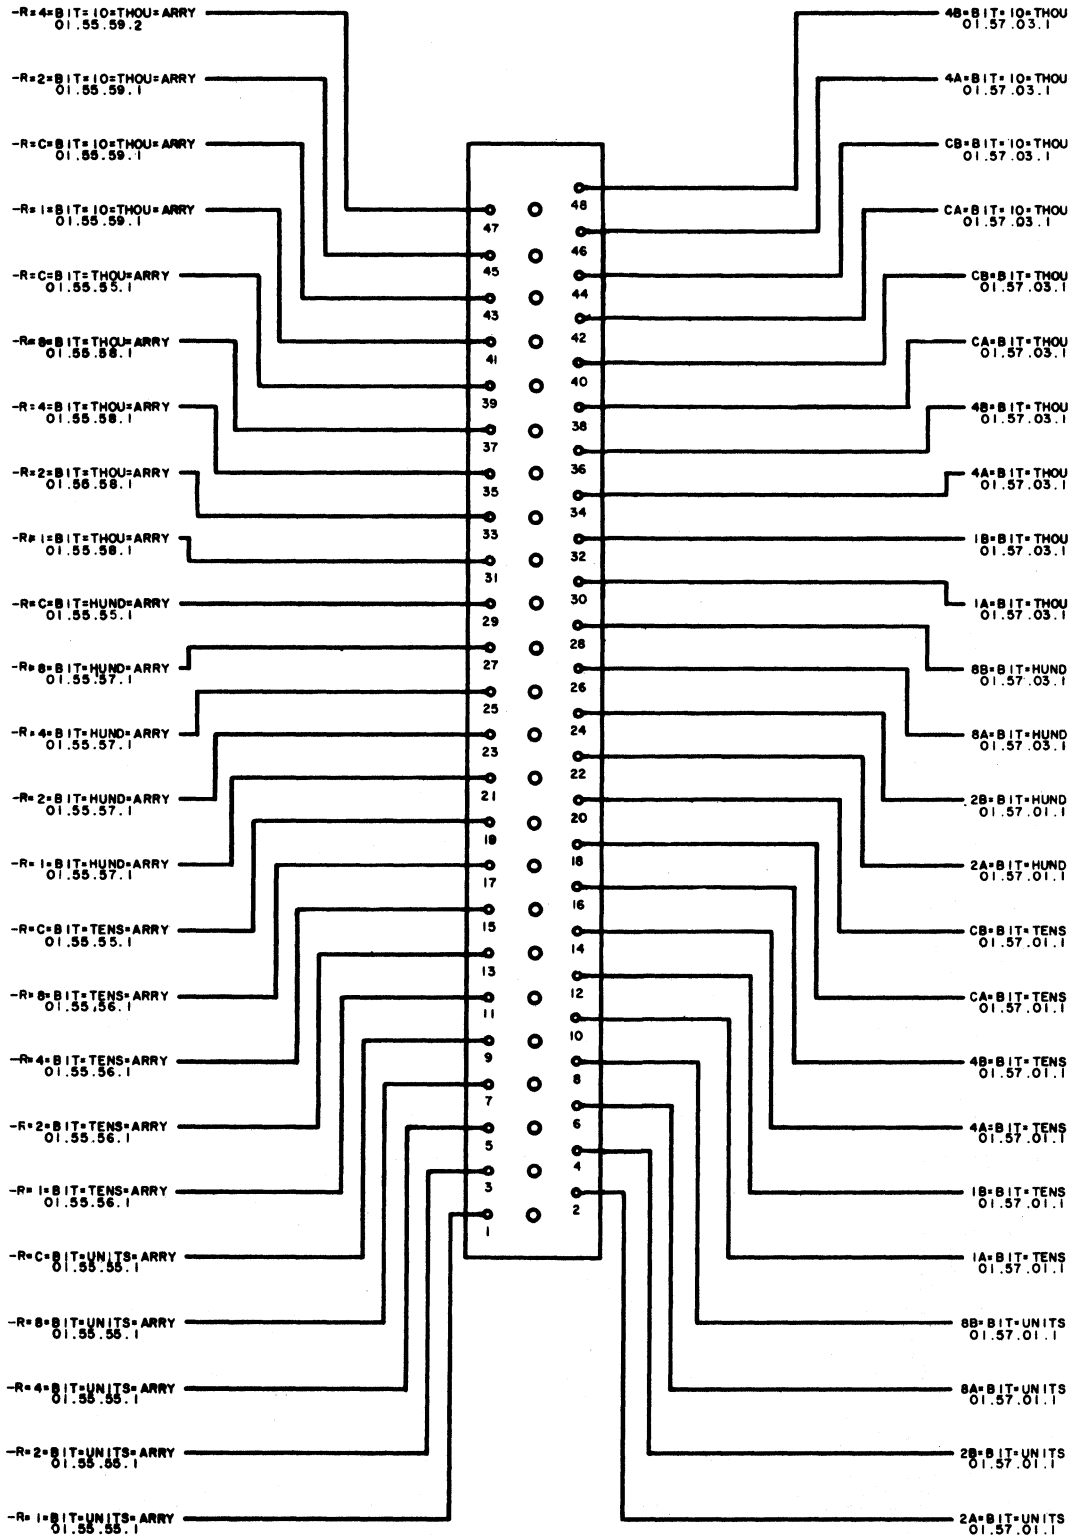 -R=4=BIT=10=THOU=ARRY
01.55.59.2
-R=2=BIT=10=THOU=ARRY
01.55.59.1
-R=C=BIT=10=THOU=ARRY
01.55.59.1
-R=1=BIT=10=THOU=ARRY
01.55.59.1
-R=C=BIT=THOU=ARRY
01.55.55.1
-R=8=BIT=THOU=ARRY
01.55.58.1
-R=4=BIT=THOU=ARRY
01.55.58.1
-R=2=BIT=THOU=ARRY
01.56.58.1
-R=1=BIT=THOU=ARRY
01.55.58.1
-R=C=BIT=HUND=ARRY
01.55.55.1
-R=8=BIT=HUND=ARRY
01.55.57.1
-R=4=BIT=HUND=ARRY
01.55.57.1
-R=2=BIT=HUND=ARRY
01.55.57.1
-R=1=BIT=HUND=ARRY
01.55.57.1
-R=C=BIT=TENS=ARRY
01.55.55.1
-R=8=BIT=TENS=ARRY
01.55.56.1
-R=4=BIT=TENS=ARRY
01.55.56.1
-R=2=BIT=TENS=ARRY
01.55.56.1
-R=1=BIT=TENS=ARRY
01.55.56.1
-R=C=BIT=UNITS=ARRY
01.55.55.1
-R=8=BIT=UNITS=ARRY
01.55.55.1
-R=4=BIT=UNITS=ARRY
01.55.55.1
-R=2=BIT=UNITS=ARRY
01.55.55.1
-R=1=BIT=UNITS=ARRY
01.55.55.1
48
47
46
45
44
43
42
41
40
39
38
37
36
35
34
33
32
31
30
29
28
27
26
25
24
23
22
21
20
19
18
17
16
15
14
13
12
11
10
9
8
7
6
5
4
3
2
1
4B=BIT=10=THOU
01.57.03.1
4A=BIT=10=THOU
01.57.03.1
CB=BIT=10=THOU
01.57.03.1
CA=BIT=10=THOU
01.57.03.1
CB=BIT=THOU
01.57.03.1
CA=BIT=THOU
01.57.03.1
4B=BIT=THOU
01.57.03.1
4A=BIT=THOU
01.57.03.1
1B=BIT=THOU
01.57.03.1
1A=BIT=THOU
01.57.03.1
8B=BIT=HUND
01.57.03.1
8A=BIT=HUND
01.57.03.1
2B=BIT=HUND
01.57.01.1
2A=BIT=HUND
01.57.01.1
CB=BIT=TENS
01.57.01.1
CA=BIT=TENS
01.57.01.1
4B=BIT=TENS
01.57.01.1
4A=BIT=TENS
01.57.01.1
1B=BIT=TENS
01.57.01.1
1A=BIT=TENS
01.57.01.1
8B=BIT=UNITS
01.57.01.1
8A=BIT=UNITS
01.57.01.1
2B=BIT=UNITS
01.57.01.1
2A=BIT=UNITS
01.57.01.1